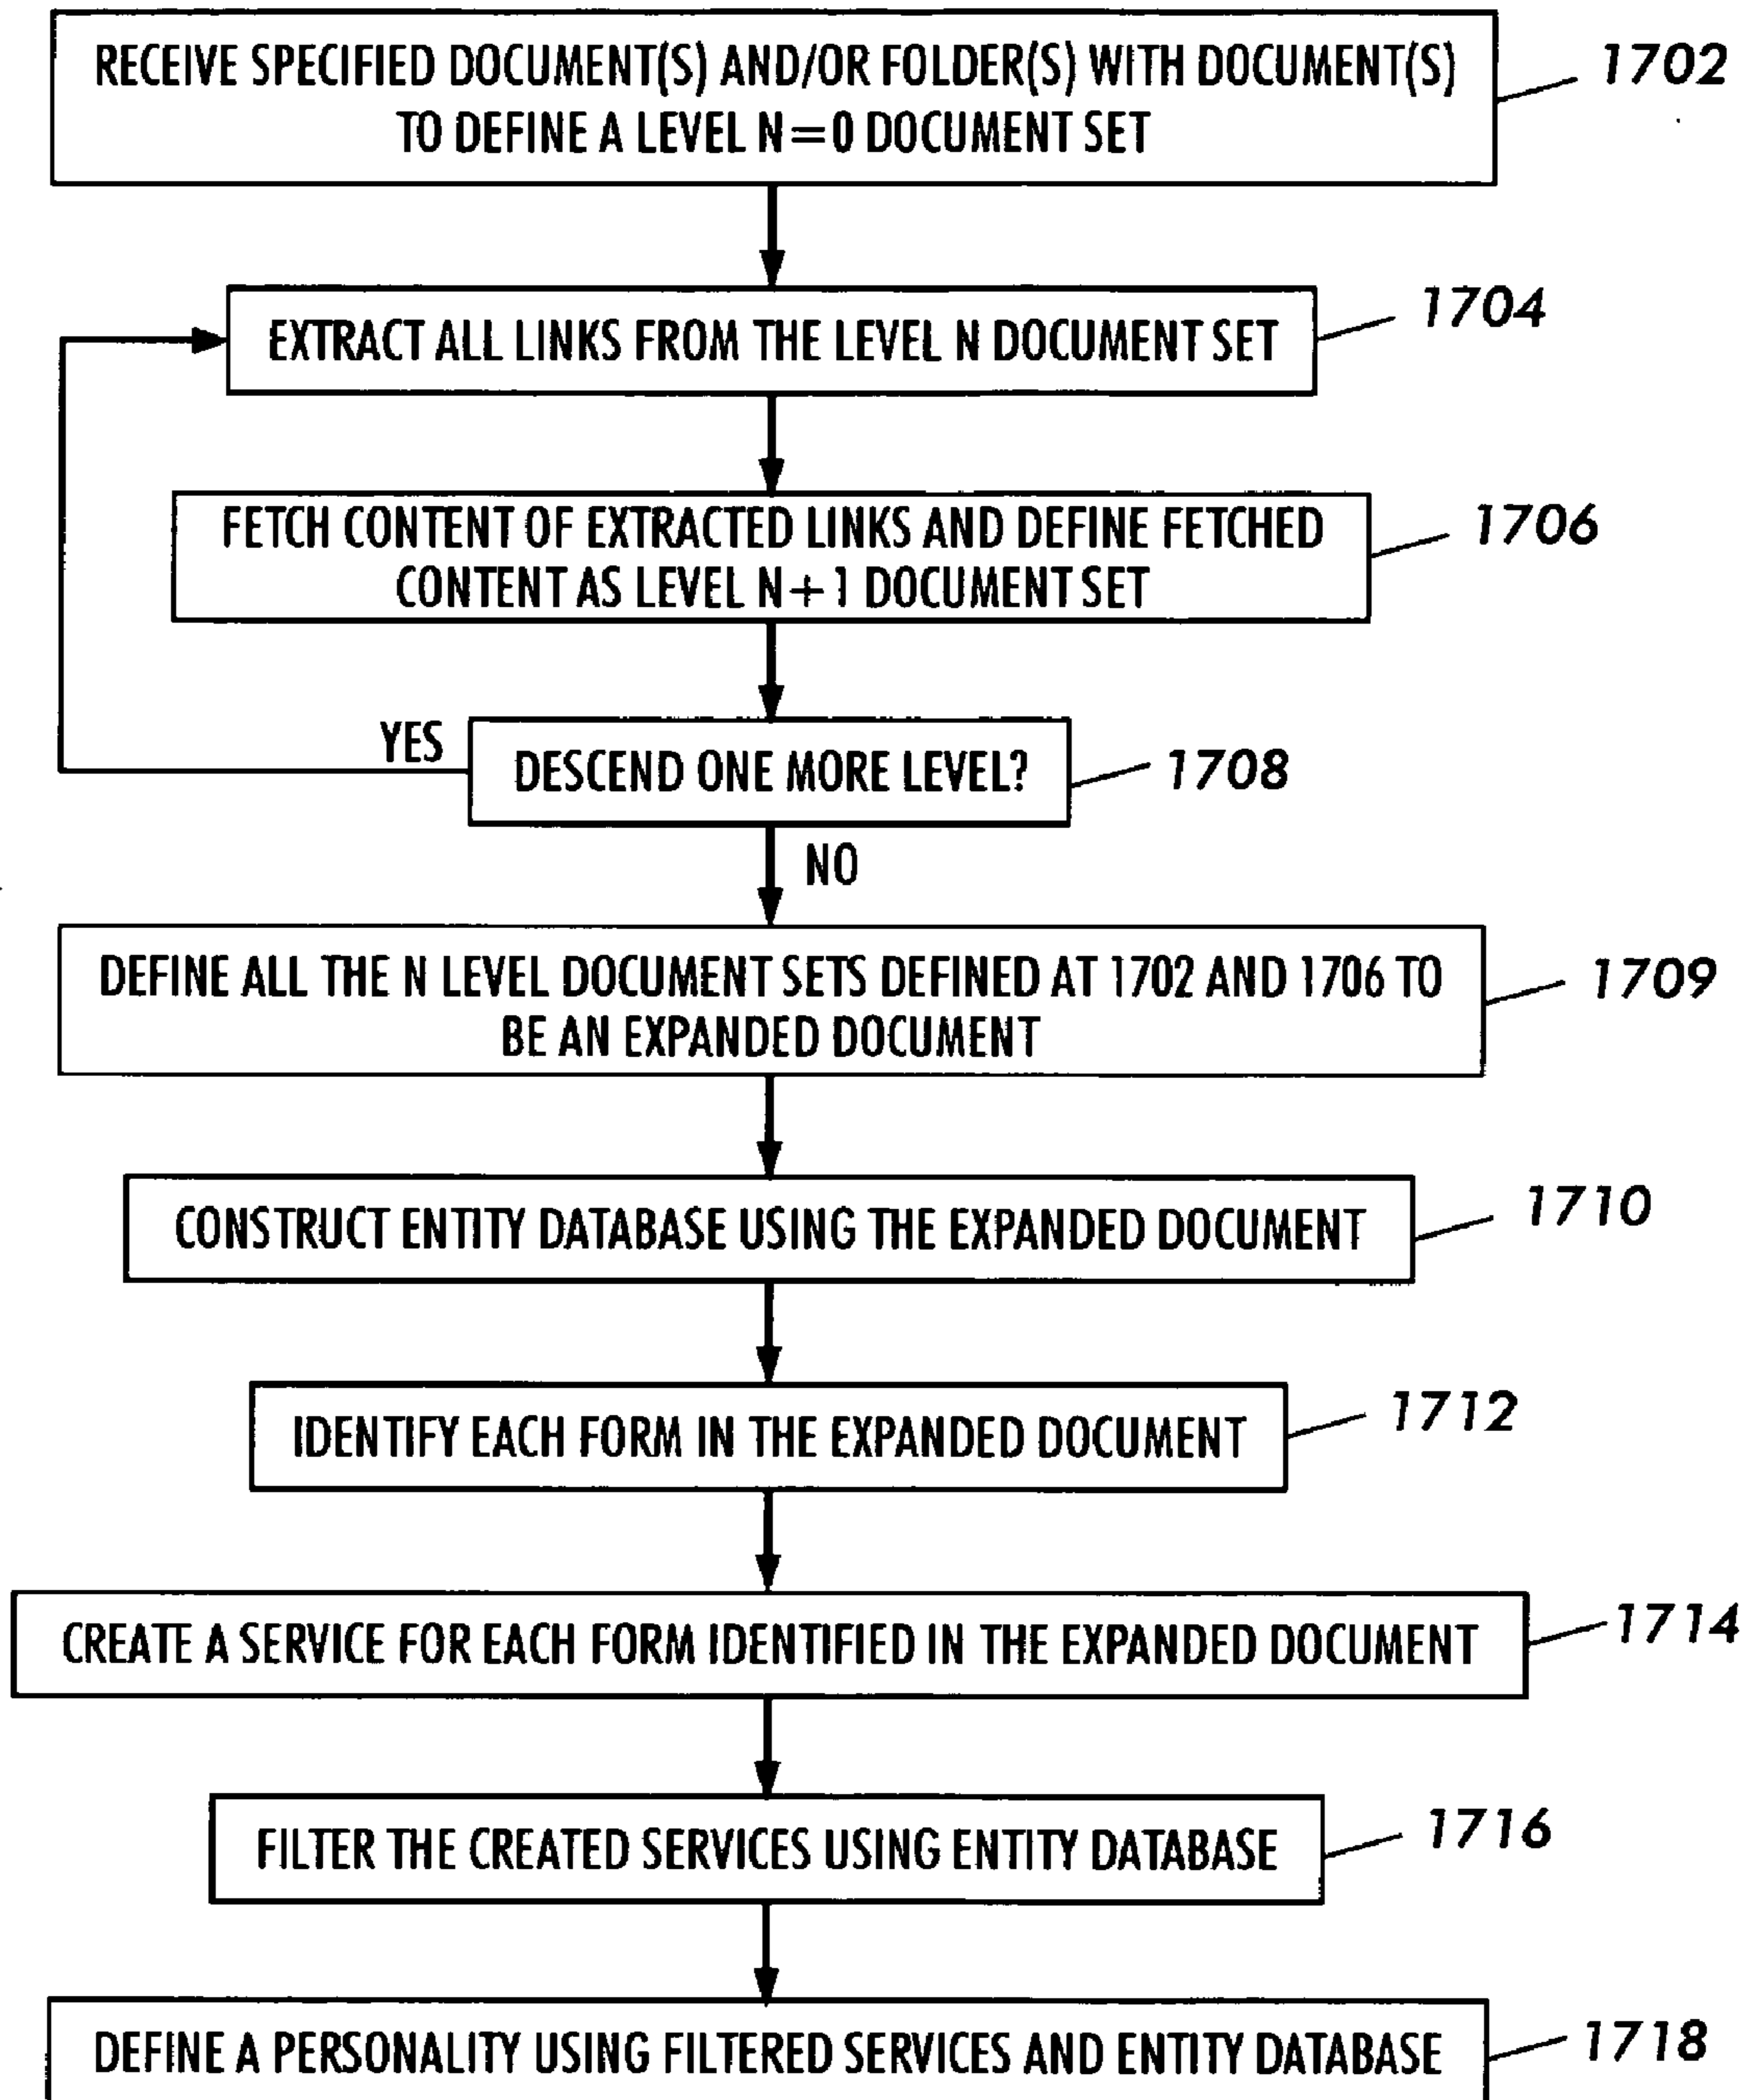 RECEIVE SPECIFIED DOCUMENT(S) AND/OR FOLDER(S) WITH DOCUMENT(S)
TO DEFINE A LEVEL N=0 DOCUMENT SET
1702
EXTRACT ALL LINKS FROM THE LEVEL N DOCUMENT SET
1704
FETCH CONTENT OF EXTRACTED LINKS AND DEFINE FETCHED
CONTENT AS LEVEL N+1 DOCUMENT SET
1706
YES
DESCEND ONE MORE LEVEL?
1708
NO
DEFINE ALL THE N LEVEL DOCUMENT SETS DEFINED AT 1702 AND 1706 TO
BE AN EXPANDED DOCUMENT
1709
CONSTRUCT ENTITY DATABASE USING THE EXPANDED DOCUMENT
1710
IDENTIFY EACH FORM IN THE EXPANDED DOCUMENT
1712
CREATE A SERVICE FOR EACH FORM IDENTIFIED IN THE EXPANDED DOCUMENT
1714
FILTER THE CREATED SERVICES USING ENTITY DATABASE
1716
DEFINE A PERSONALITY USING FILTERED SERVICES AND ENTITY DATABASE
1718